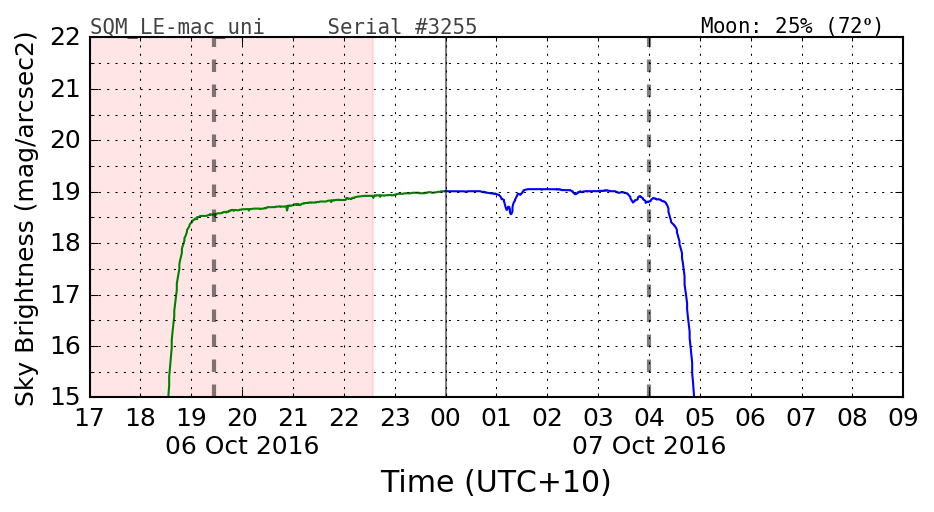 SQM_LE-mac_uni Serial #3255 Moon: 25% (72°)
Sky Brightness (mag/arcsec2)
22
21
20
19
18
17
16
15
17 18 19 20 21 22 23 00 01 02 03 04 05 06 07 08 09
06 Oct 2016 07 Oct 2016
Time (UTC+10)